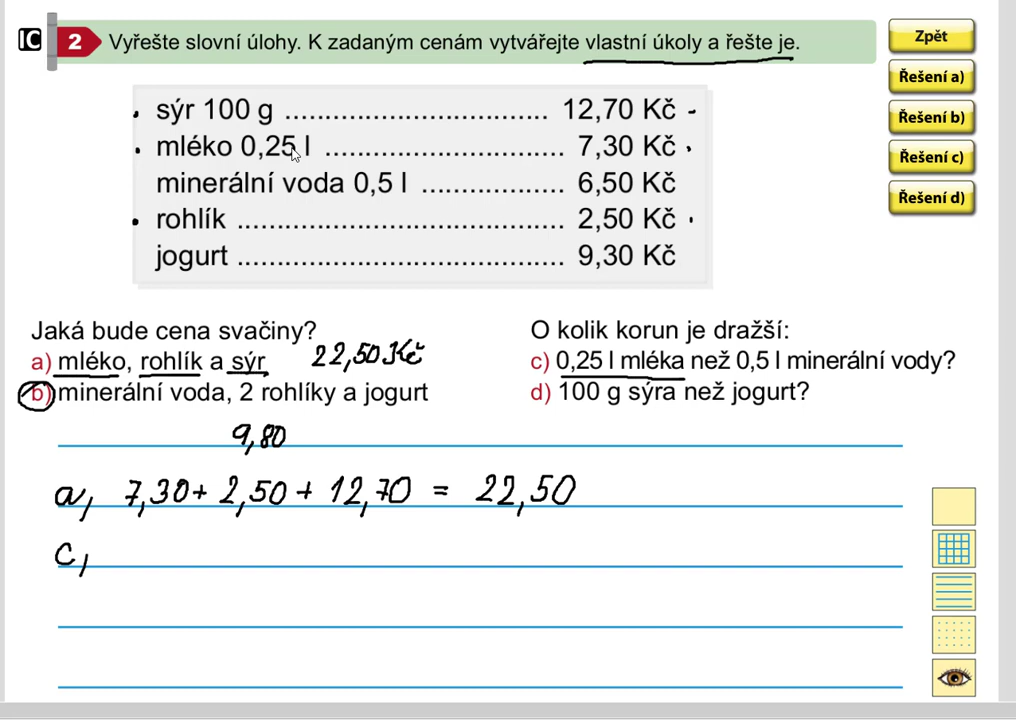 2 Vyřešte slovní úlohy. K zadaným cenám vytvářejte vlastní úkoly a řešte je.
Zpět
Řešení a)
Řešení b)
Řešení c)
Řešení d)
sýr 100 g ................................. 12,70 Kč
mléko 0,25 l .............................. 7,30 Kč
minerální voda 0,5 l .................. 6,50 Kč
rohlík ......................................... 2,50 Kč
jogurt ......................................... 9,30 Kč
Jaká bude cena svačiny?
a) mléko, rohlík a sýr 22,50 Kč
b) minerální voda, 2 rohlíky a jogurt
O kolik korun je dražší:
c) 0,25 l mléka než 0,5 l minerální vody?
d) 100 g sýra než jogurtu?
9,80
a, 7,30 + 2,50 + 12,70 = 22,50
c,